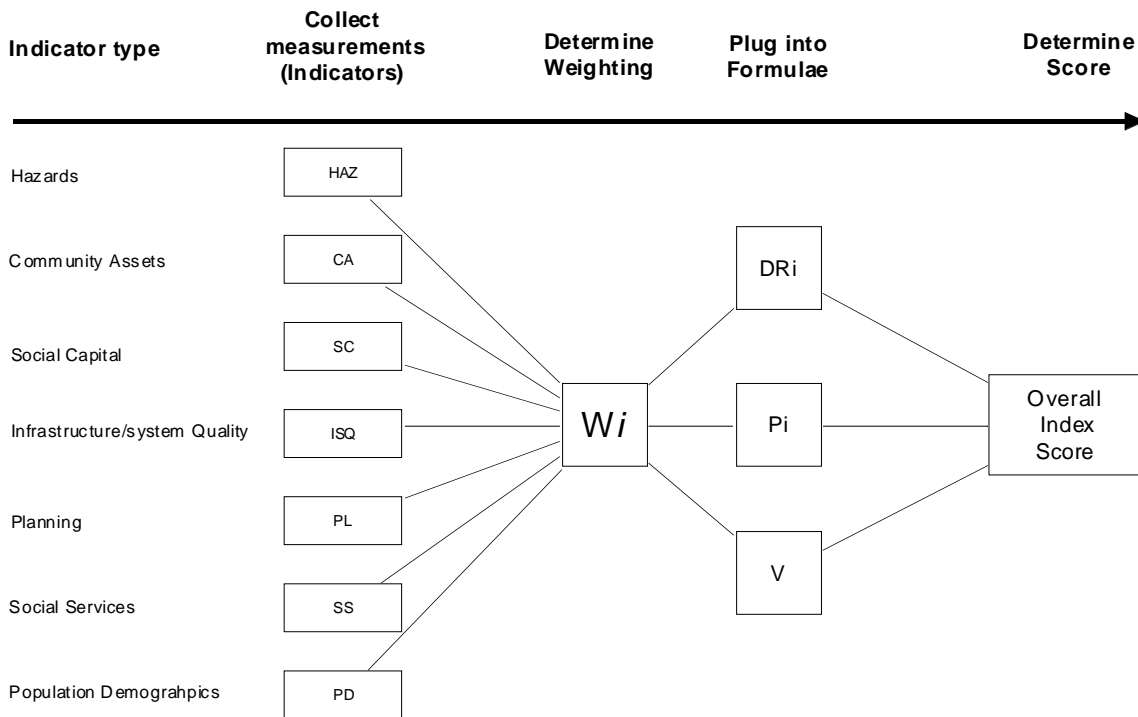 Indicator type
Collect
measurements
(Indicators)
Determine
Weighting
Plug into
Formulae
Determine
Score
Hazards
HAZ
Community Assets
CA
Social Capital
SC
Infrastructure/system Quality
ISQ
Planning
PL
Social Services
SS
Population Demograhpics
PD
Wi
DRi
Pi
V
Overall
Index
Score